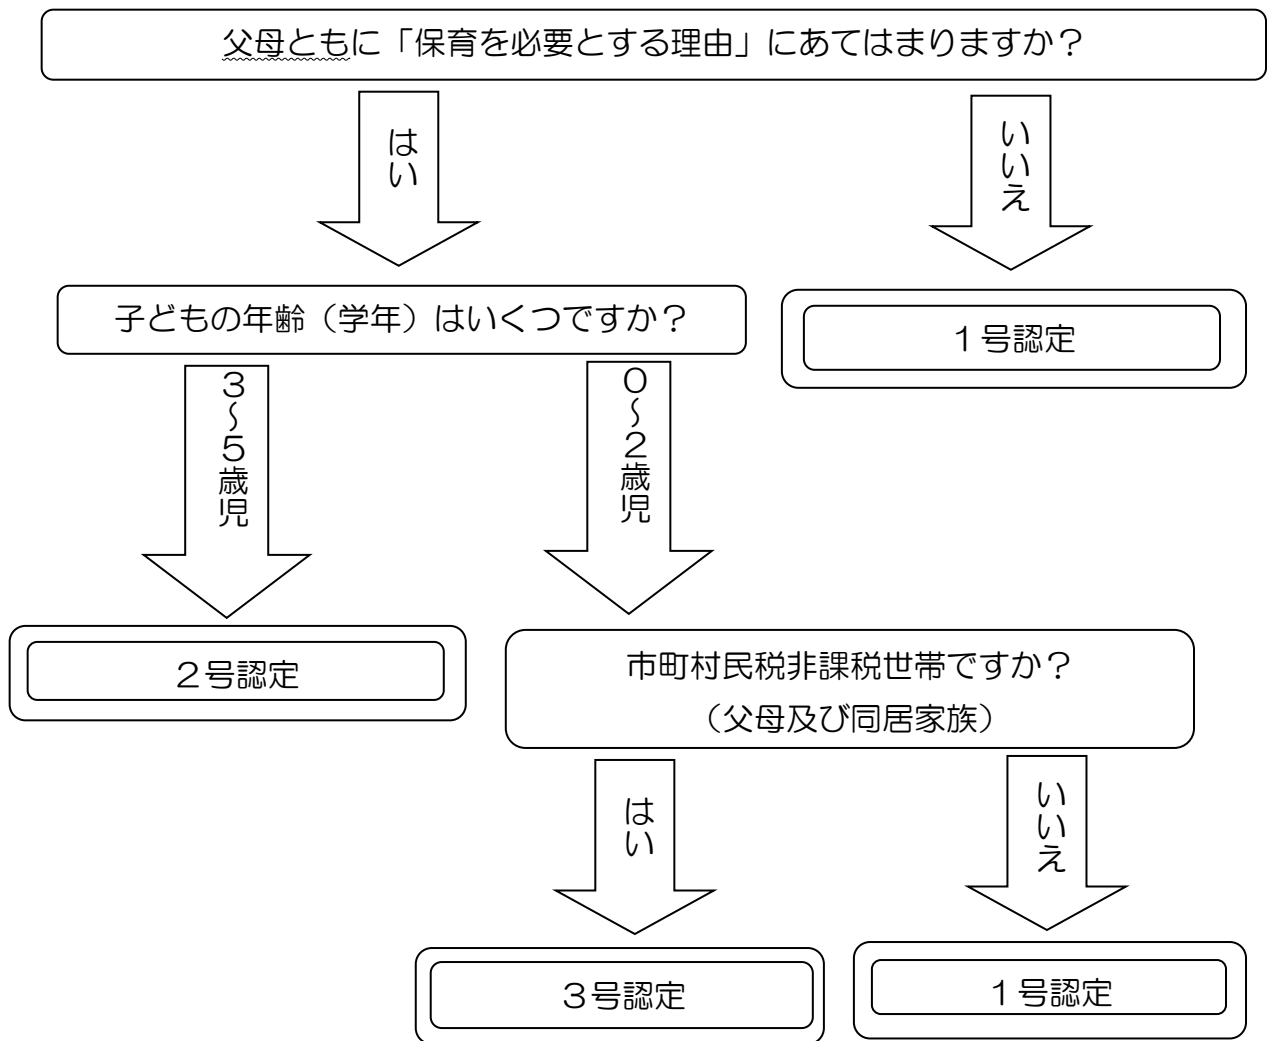 父母ともに「保育を必要とする理由」にあてはまりますか？
はい
いいえ
子どもの年齢（学年）はいくつですか？
１号認定
３～５歳児
０～２歳児
２号認定
市町村民税非課税世帯ですか？
（父母及び同居家族）
はい
いいえ
３号認定
１号認定